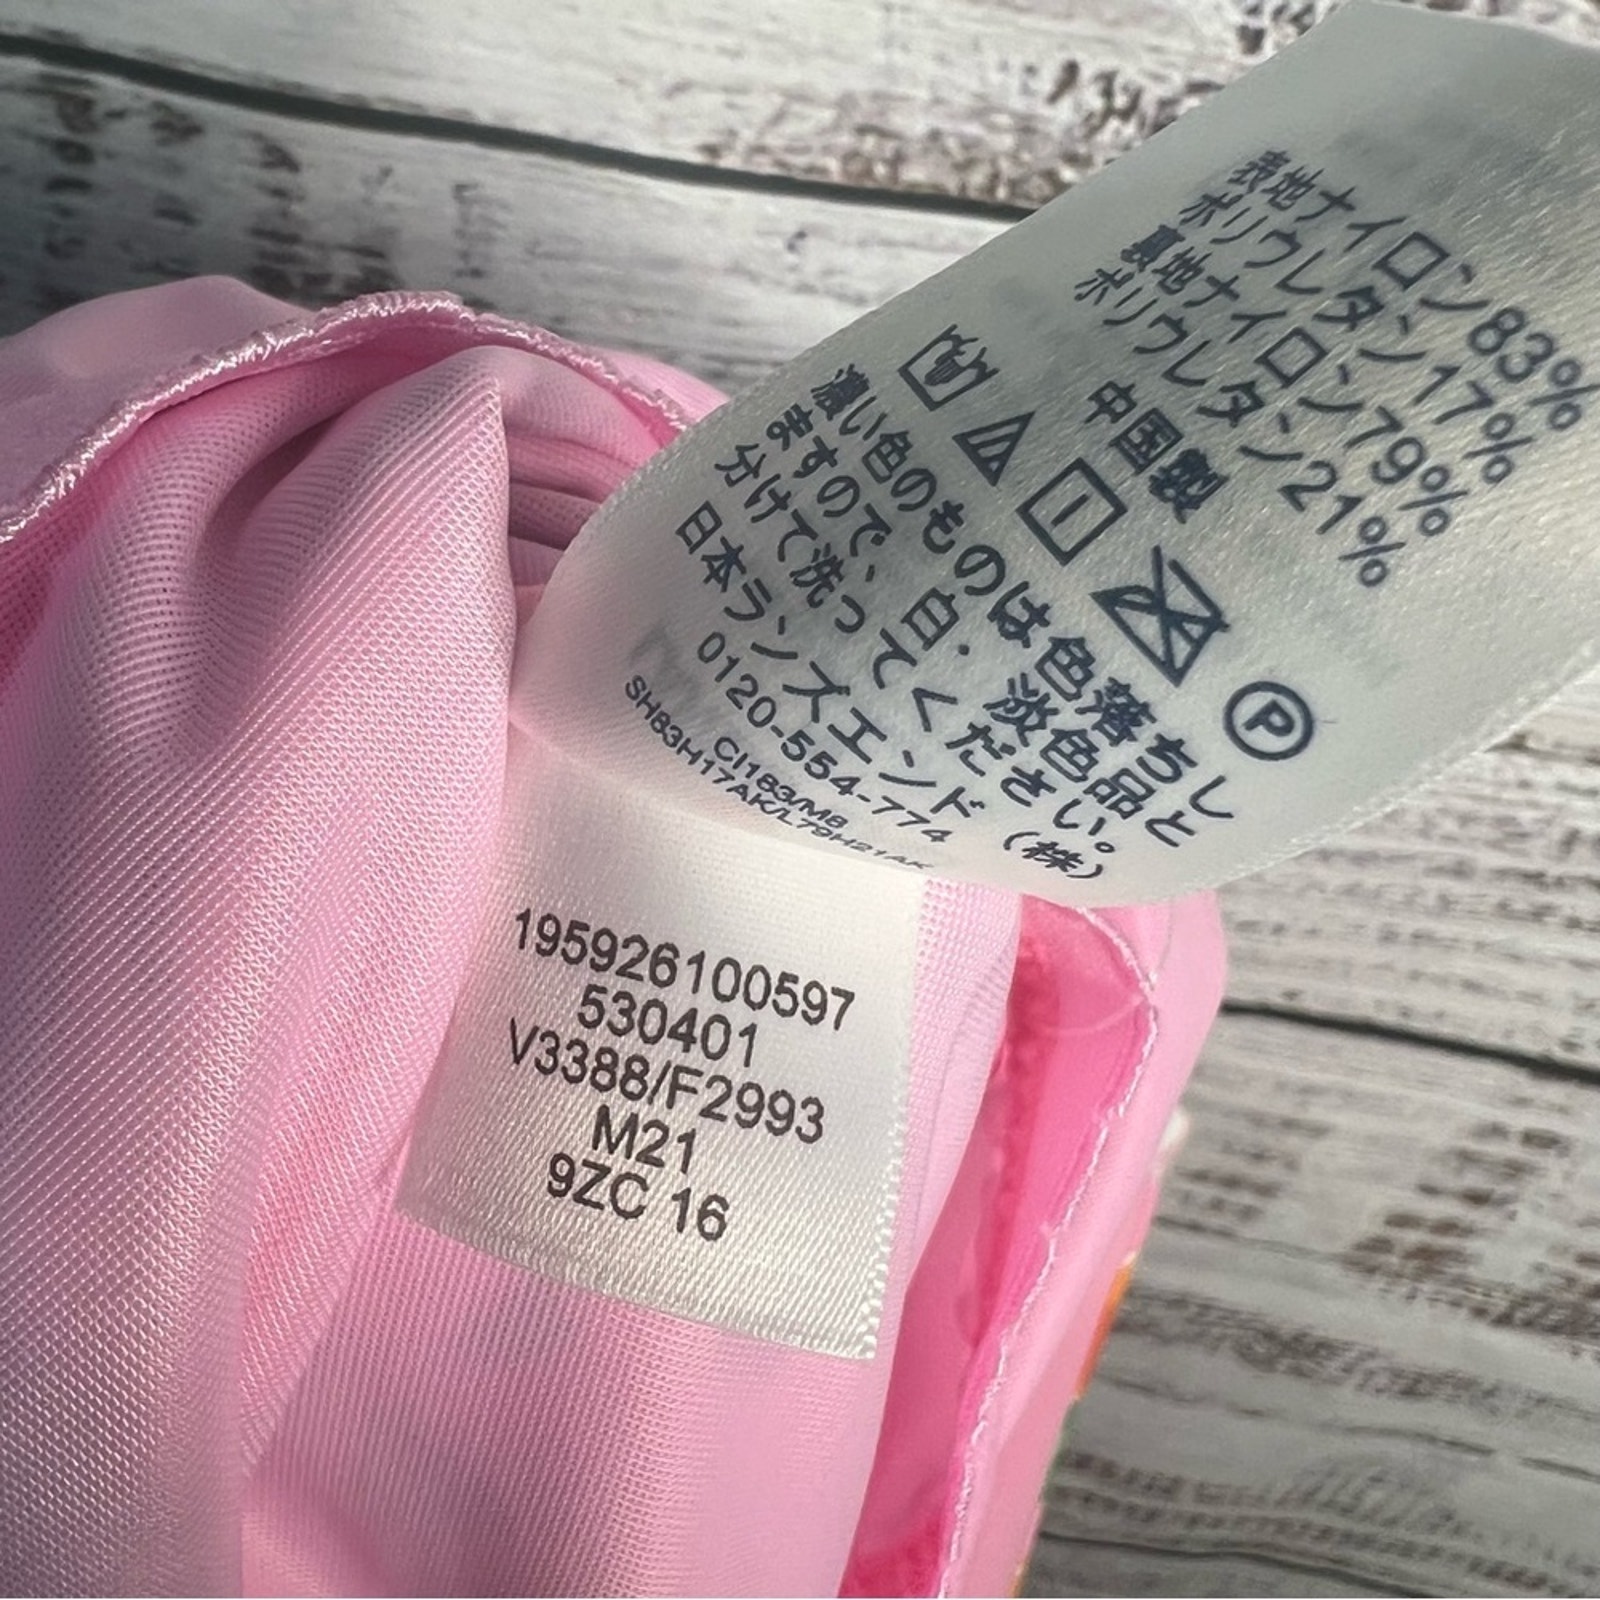 表地ナイロン83%
ポリウレタン17%
裏地ナイロン79%
ポリウレタン21%
中国製
P
濃い色のものは色落ちし
ますので、白、淡色品と
分けて洗ってください。
日本ランズエンド（株）
0120-554-774
CI183/M8
SH83H17AK/L79H21AK
195926100597
530401
V3388/F2993
M21
9ZC 16